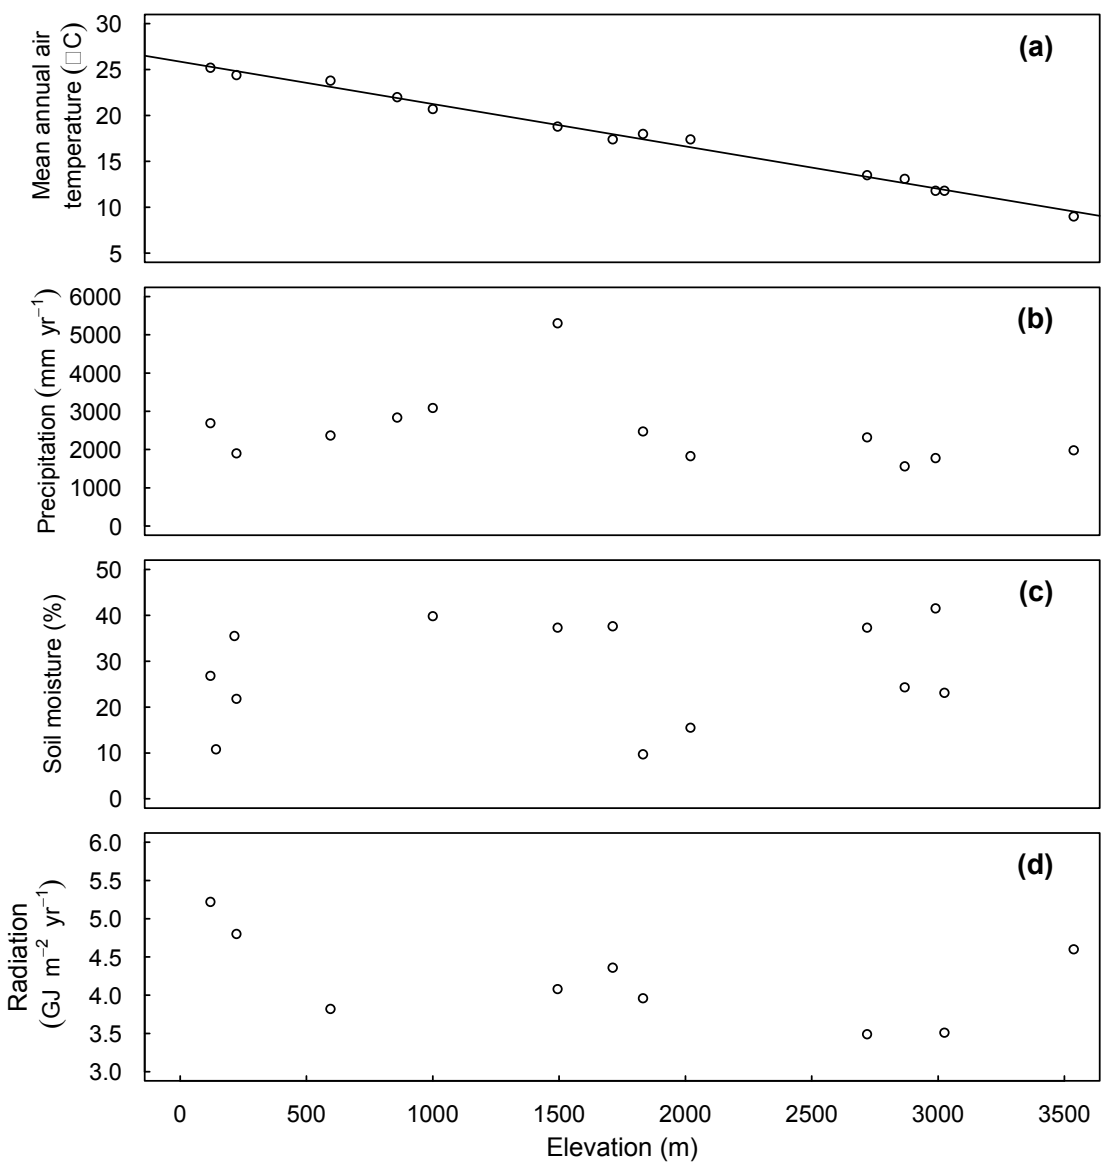 Mean annual air
temperature (□C)
30
25
20
15
10
5
(a)
Precipitation (mm yr⁻¹)
6000
5000
4000
3000
2000
1000
0
(b)
Soil moisture (%)
50
40
30
20
10
0
(c)
Radiation
(GJ m⁻² yr⁻¹)
6.0
5.5
5.0
4.5
4.0
3.5
3.0
(d)
0 500 1000 1500 2000 2500 3000 3500
Elevation (m)